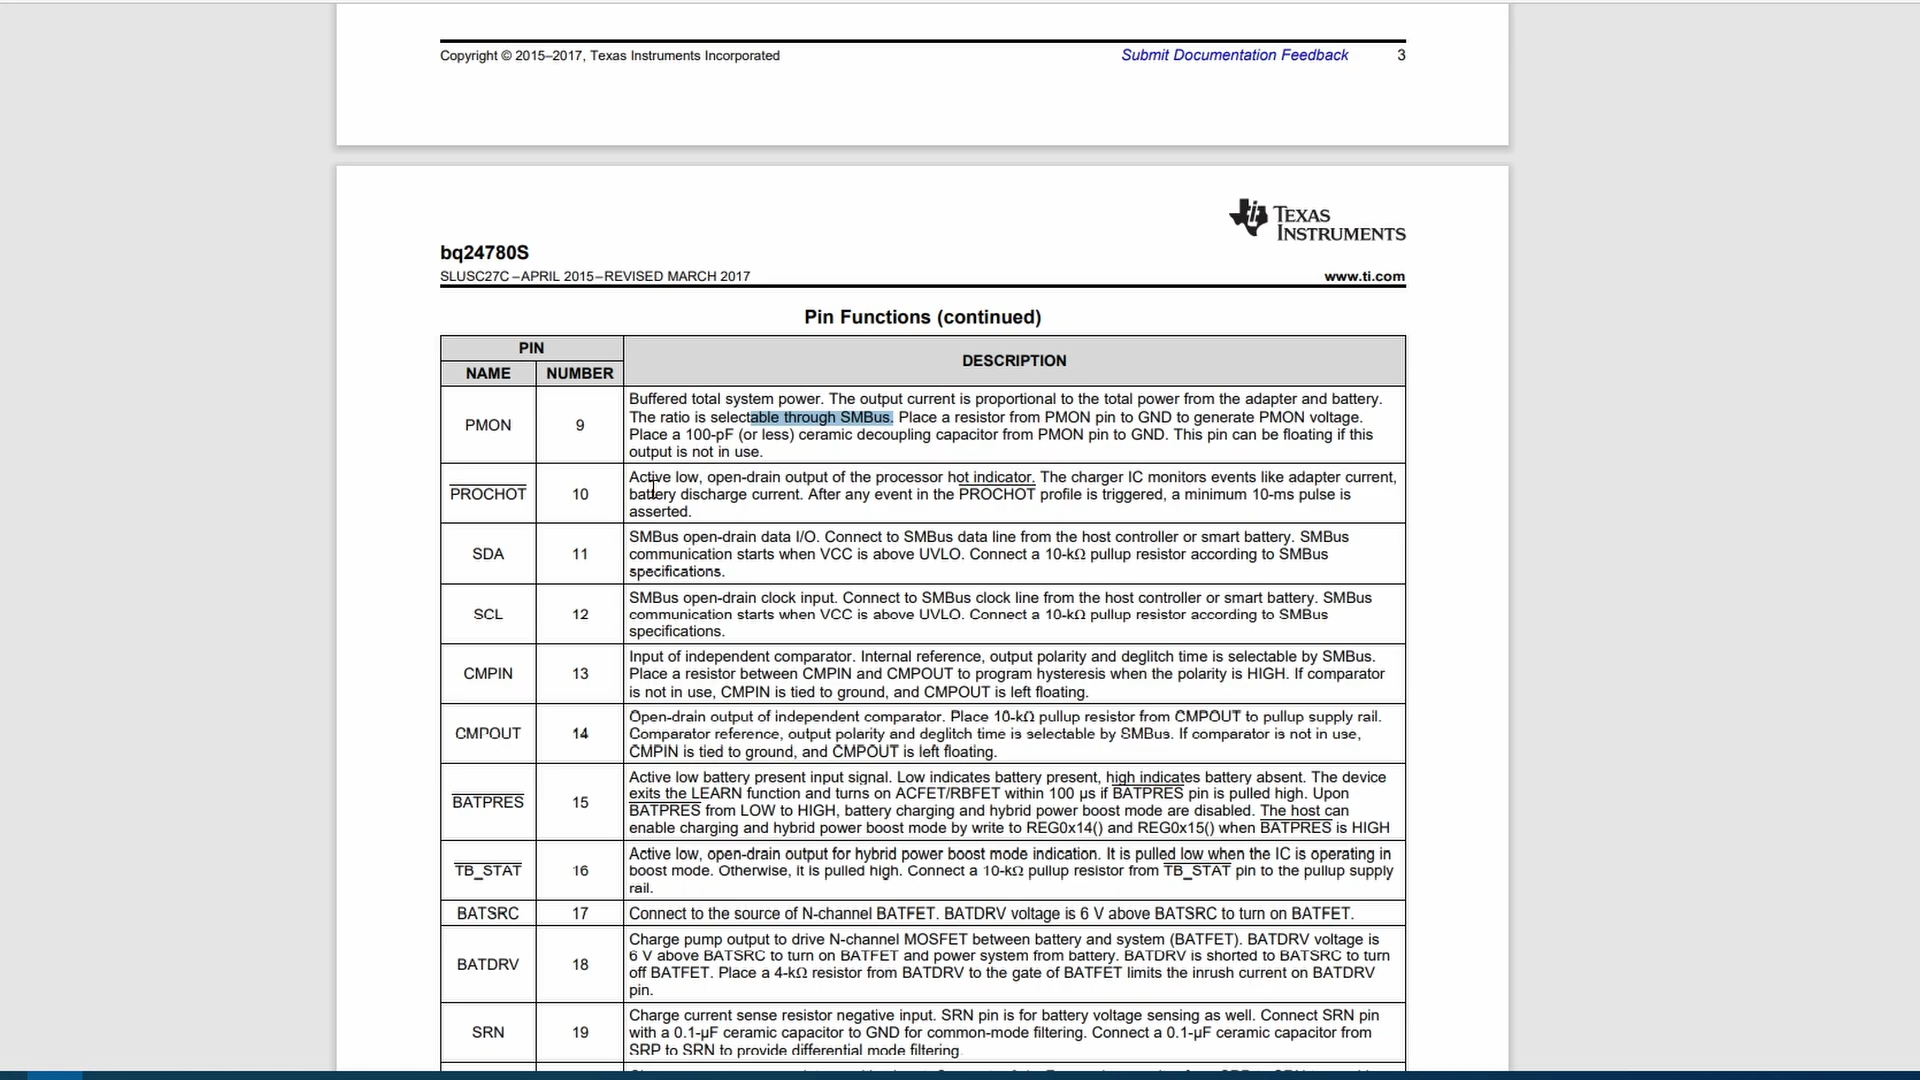 Copyright © 2015–2017, Texas Instruments Incorporated
Submit Documentation Feedback
3
TEXAS
INSTRUMENTS
bq24780S
SLUSC27C –APRIL 2015–REVISED MARCH 2017
www.ti.com
Pin Functions (continued)
PIN
DESCRIPTION
NAME
NUMBER
PMON
9
Buffered total system power. The output current is proportional to the total power from the adapter and battery.
The ratio is selectable through SMBus. Place a resistor from PMON pin to GND to generate PMON voltage.
Place a 100-pF (or less) ceramic decoupling capacitor from PMON pin to GND. This pin can be floating if this
output is not in use.
PROCHOT
10
Active low, open-drain output of the processor hot indicator. The charger IC monitors events like adapter current,
battery discharge current. After any event in the PROCHOT profile is triggered, a minimum 10-ms pulse is
asserted.
SDA
11
SMBus open-drain data I/O. Connect to SMBus data line from the host controller or smart battery. SMBus
communication starts when VCC is above UVLO. Connect a 10-kΩ pullup resistor according to SMBus
specifications.
SCL
12
SMBus open-drain clock input. Connect to SMBus clock line from the host controller or smart battery. SMBus
communication starts when VCC is above UVLO. Connect a 10-kΩ pullup resistor according to SMBus
specifications.
CMPIN
13
Input of independent comparator. Internal reference, output polarity and deglitch time is selectable by SMBus.
Place a resistor between CMPIN and CMPOUT to program hysteresis when the polarity is HIGH. If comparator
is not in use, CMPIN is tied to ground, and CMPOUT is left floating.
CMPOUT
14
Open-drain output of independent comparator. Place 10-kΩ pullup resistor from CMPOUT to pullup supply rail.
Comparator reference, output polarity and deglitch time is selectable by SMBus. If comparator is not in use,
CMPIN is tied to ground, and CMPOUT is left floating.
BATPRES
15
Active low battery present input signal. Low indicates battery present, high indicates battery absent. The device
exits the LEARN function and turns on ACFET/RBFET within 100 µs if BATPRES pin is pulled high. Upon
BATPRES from LOW to HIGH, battery charging and hybrid power boost mode are disabled. The host can
enable charging and hybrid power boost mode by write to REG0x14() and REG0x15() when BATPRES is HIGH
TB_STAT
16
Active low, open-drain output for hybrid power boost mode indication. It is pulled low when the IC is operating in
boost mode. Otherwise, it is pulled high. Connect a 10-kΩ pullup resistor from TB_STAT pin to the pullup supply
rail.
BATSRC
17
Connect to the source of N-channel BATFET. BATDRV voltage is 6 V above BATSRC to turn on BATFET.
BATDRV
18
Charge pump output to drive N-channel MOSFET between battery and system (BATFET). BATDRV voltage is
6 V above BATSRC to turn on BATFET and power system from battery. BATDRV is shorted to BATSRC to turn
off BATFET. Place a 4-kΩ resistor from BATDRV to the gate of BATFET limits the inrush current on BATDRV
pin.
SRN
19
Charge current sense resistor negative input. SRN pin is for battery voltage sensing as well. Connect SRN pin
with a 0.1-µF ceramic capacitor to GND for common-mode filtering. Connect a 0.1-µF ceramic capacitor from
SRP to SRN to provide differential mode filtering.